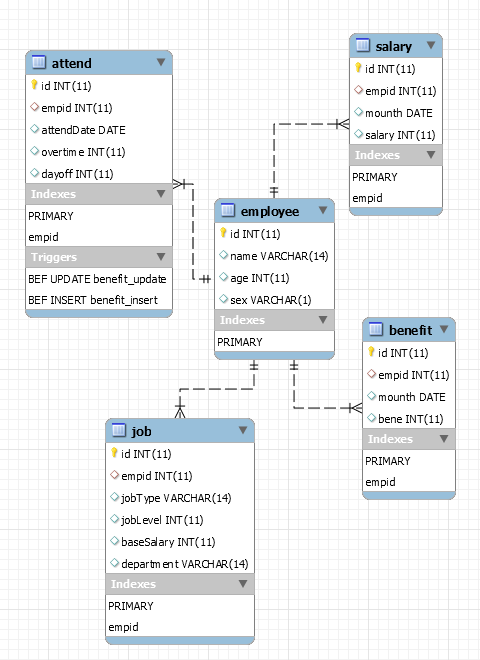 attend
id INT(11)
empid INT(11)
attendDate DATE
overtime INT(11)
dayoff INT(11)
Indexes
PRIMARY
empid
Triggers
BEF UPDATE benefit_update
BEF INSERT benefit_insert
salary
id INT(11)
empid INT(11)
mounth DATE
salary INT(11)
Indexes
PRIMARY
empid
employee
id INT(11)
name VARCHAR(14)
age INT(11)
sex VARCHAR(1)
Indexes
PRIMARY
benefit
id INT(11)
empid INT(11)
mounth DATE
bene INT(11)
Indexes
PRIMARY
empid
job
id INT(11)
empid INT(11)
jobType VARCHAR(14)
jobLevel INT(11)
baseSalary INT(11)
department VARCHAR(14)
Indexes
PRIMARY
empid